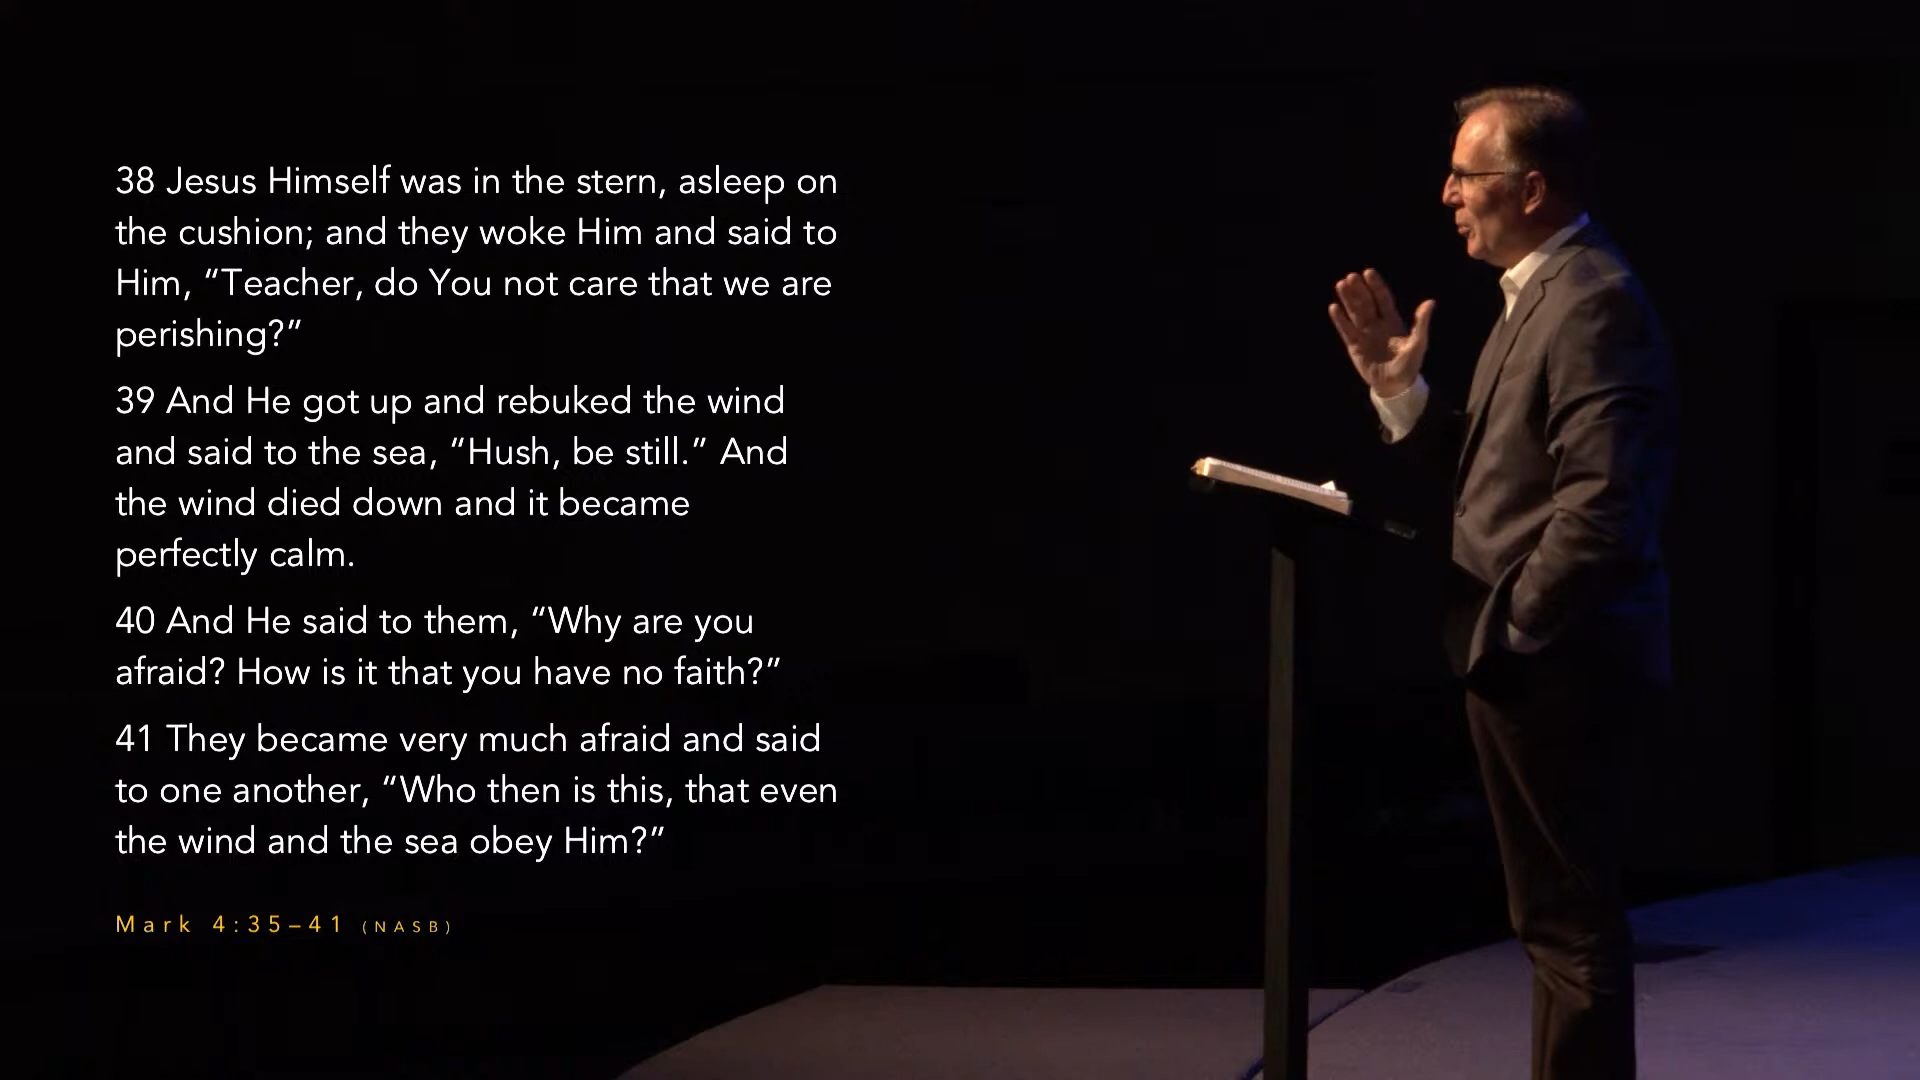 38 Jesus Himself was in the stern, asleep on
the cushion; and they woke Him and said to
Him, “Teacher, do You not care that we are
perishing?”
39 And He got up and rebuked the wind
and said to the sea, “Hush, be still.” And
the wind died down and it became
perfectly calm.
40 And He said to them, “Why are you
afraid? How is it that you have no faith?”
41 They became very much afraid and said
to one another, “Who then is this, that even
the wind and the sea obey Him?”
Mark 4:35–41 (NASB)